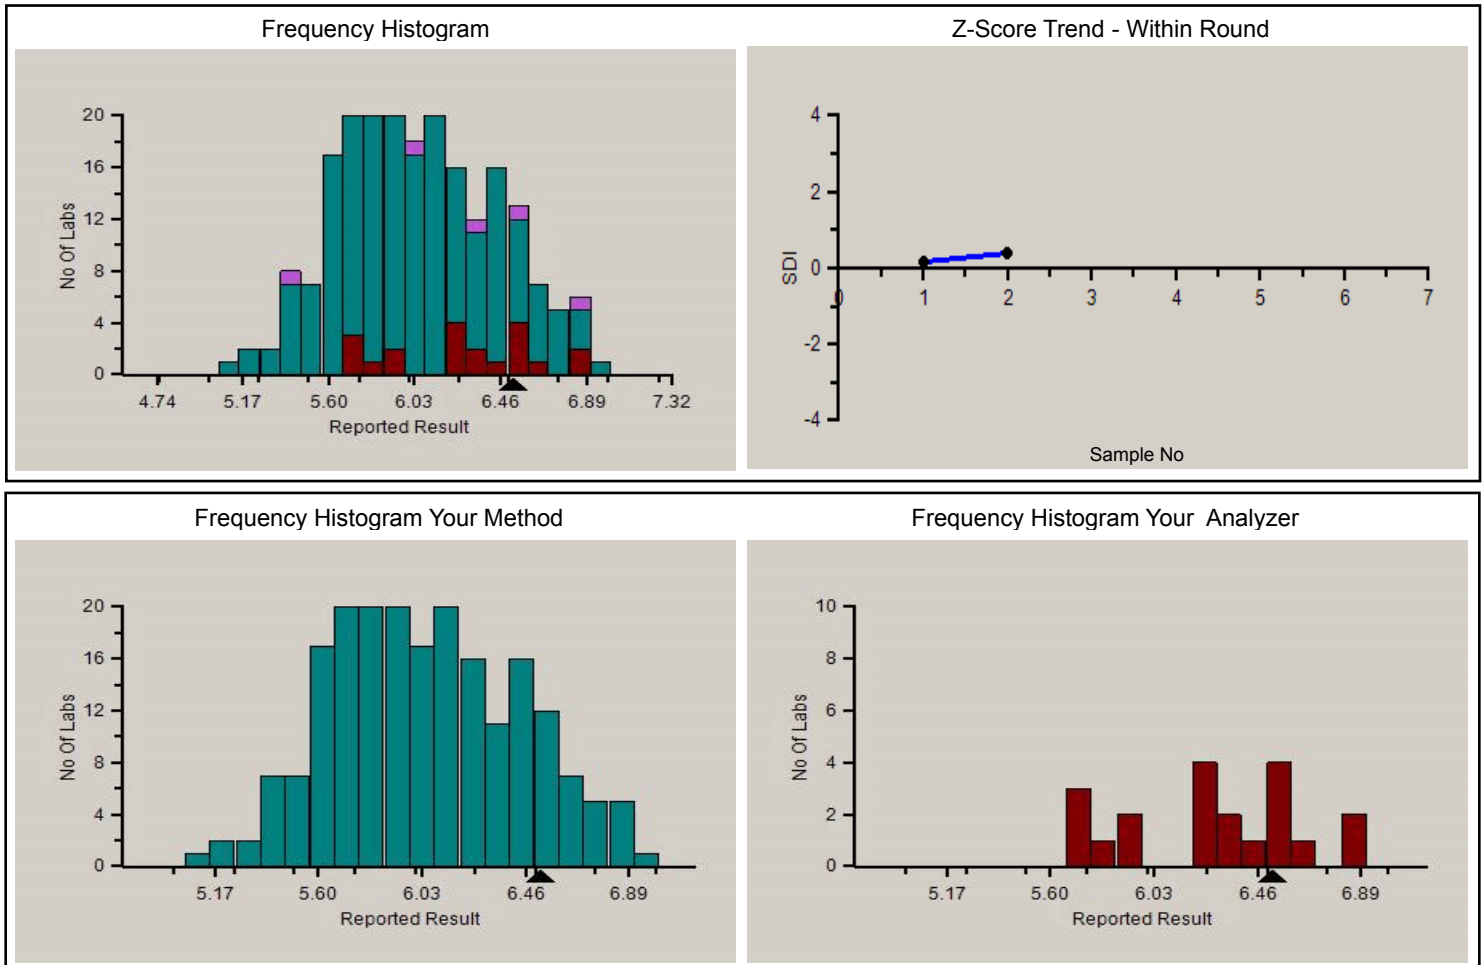 Frequency Histogram
20
16
12
8
4
0
No Of Labs
4.74 5.17 5.60 6.03 6.46 6.89 7.32
Reported Result
Z-Score Trend - Within Round
4
2
0
-2
-4
SDI
0 1 2 3 4 5 6 7
Sample No
Frequency Histogram Your Method
20
16
12
8
4
0
No Of Labs
5.17 5.60 6.03 6.46 6.89
Reported Result
Frequency Histogram Your Analyzer
10
8
6
4
2
0
No Of Labs
5.17 5.60 6.03 6.46 6.89
Reported Result